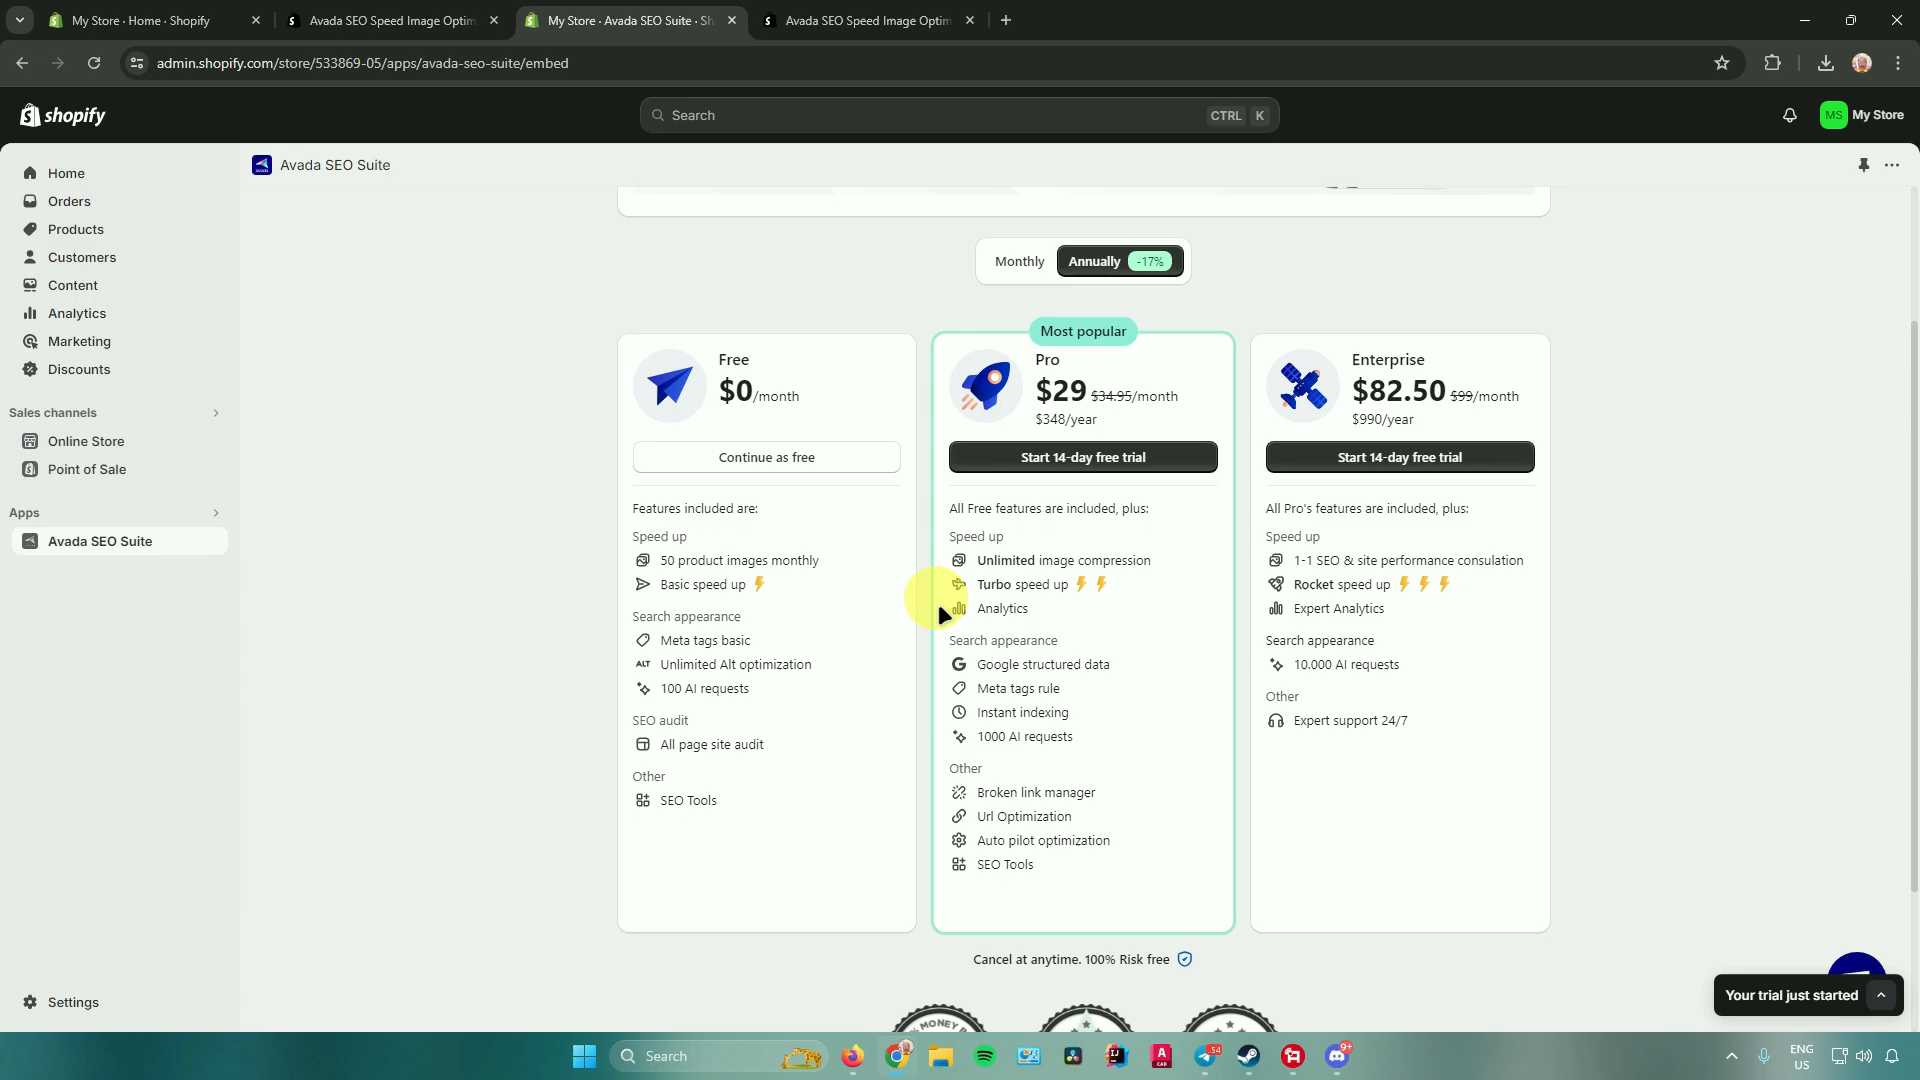 My Store · Home · Shopify
Avada SEO Speed Image Optim
My Store · Avada SEO Suite · Sh
Avada SEO Speed Image Optim
admin.shopify.com/store/533869-05/apps/avada-seo-suite/embed
shopify
Search
CTRL K
MS
My Store
Home
Orders
Products
Customers
Content
Analytics
Marketing
Discounts
Sales channels
Online Store
Point of Sale
Apps
Avada SEO Suite
Settings
Avada SEO Suite
Monthly
Annually -17%
Most popular
Free
$0/month
Continue as free
Features included are:
Speed up
50 product images monthly
Basic speed up
Search appearance
Meta tags basic
ALT Unlimited Alt optimization
100 AI requests
SEO audit
All page site audit
Other
SEO Tools
Pro
$29 $34.95/month
$348/year
Start 14-day free trial
All Free features are included, plus:
Speed up
Unlimited image compression
Turbo speed up
Analytics
Search appearance
Google structured data
Meta tags rule
Instant indexing
1000 AI requests
Other
Broken link manager
Url Optimization
Auto pilot optimization
SEO Tools
Enterprise
$82.50 $99/month
$990/year
Start 14-day free trial
All Pro's features are included, plus:
Speed up
1-1 SEO & site performance consulation
Rocket speed up
Expert Analytics
Search appearance
10.000 AI requests
Other
Expert support 24/7
Cancel at anytime. 100% Risk free
MONEY
Your trial just started
Search
54
9+
ENG
US